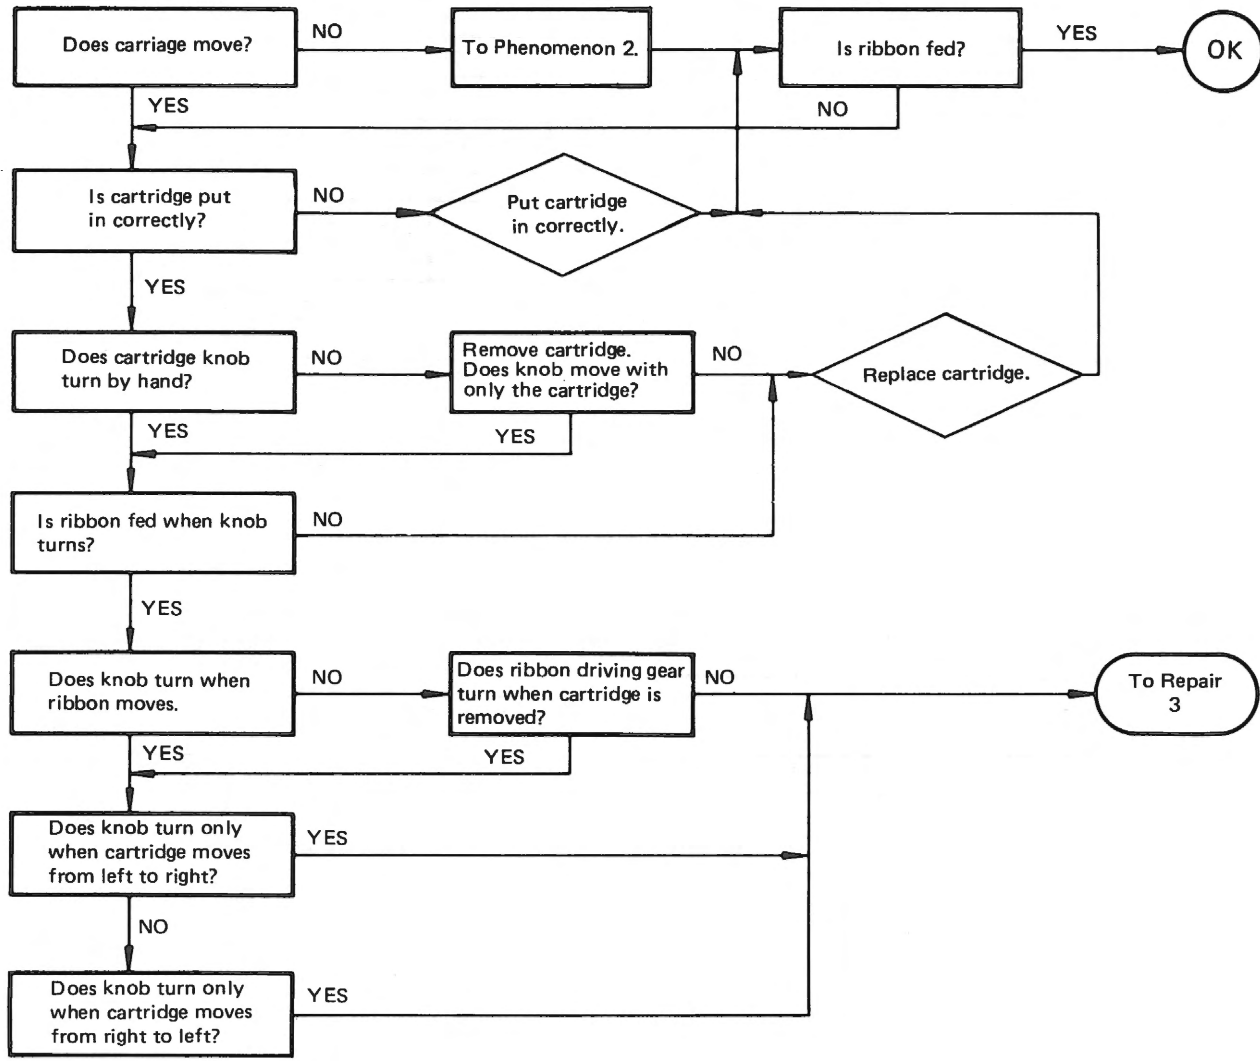 Does carriage move?
NO
To Phenomenon 2.
Is ribbon fed?
YES
OK
YES
NO
Is cartridge put
in correctly?
NO
Put cartridge
in correctly.
YES
Does cartridge knob
turn by hand?
NO
Remove cartridge.
Does knob move with
only the cartridge?
NO
Replace cartridge.
YES
YES
Is ribbon fed when knob
turns?
NO
YES
Does knob turn when
ribbon moves.
NO
Does ribbon driving gear
turn when cartridge is
removed?
NO
To Repair
3
YES
YES
Does knob turn only
when cartridge moves
from left to right?
YES
NO
Does knob turn only
when cartridge moves
from right to left?
YES